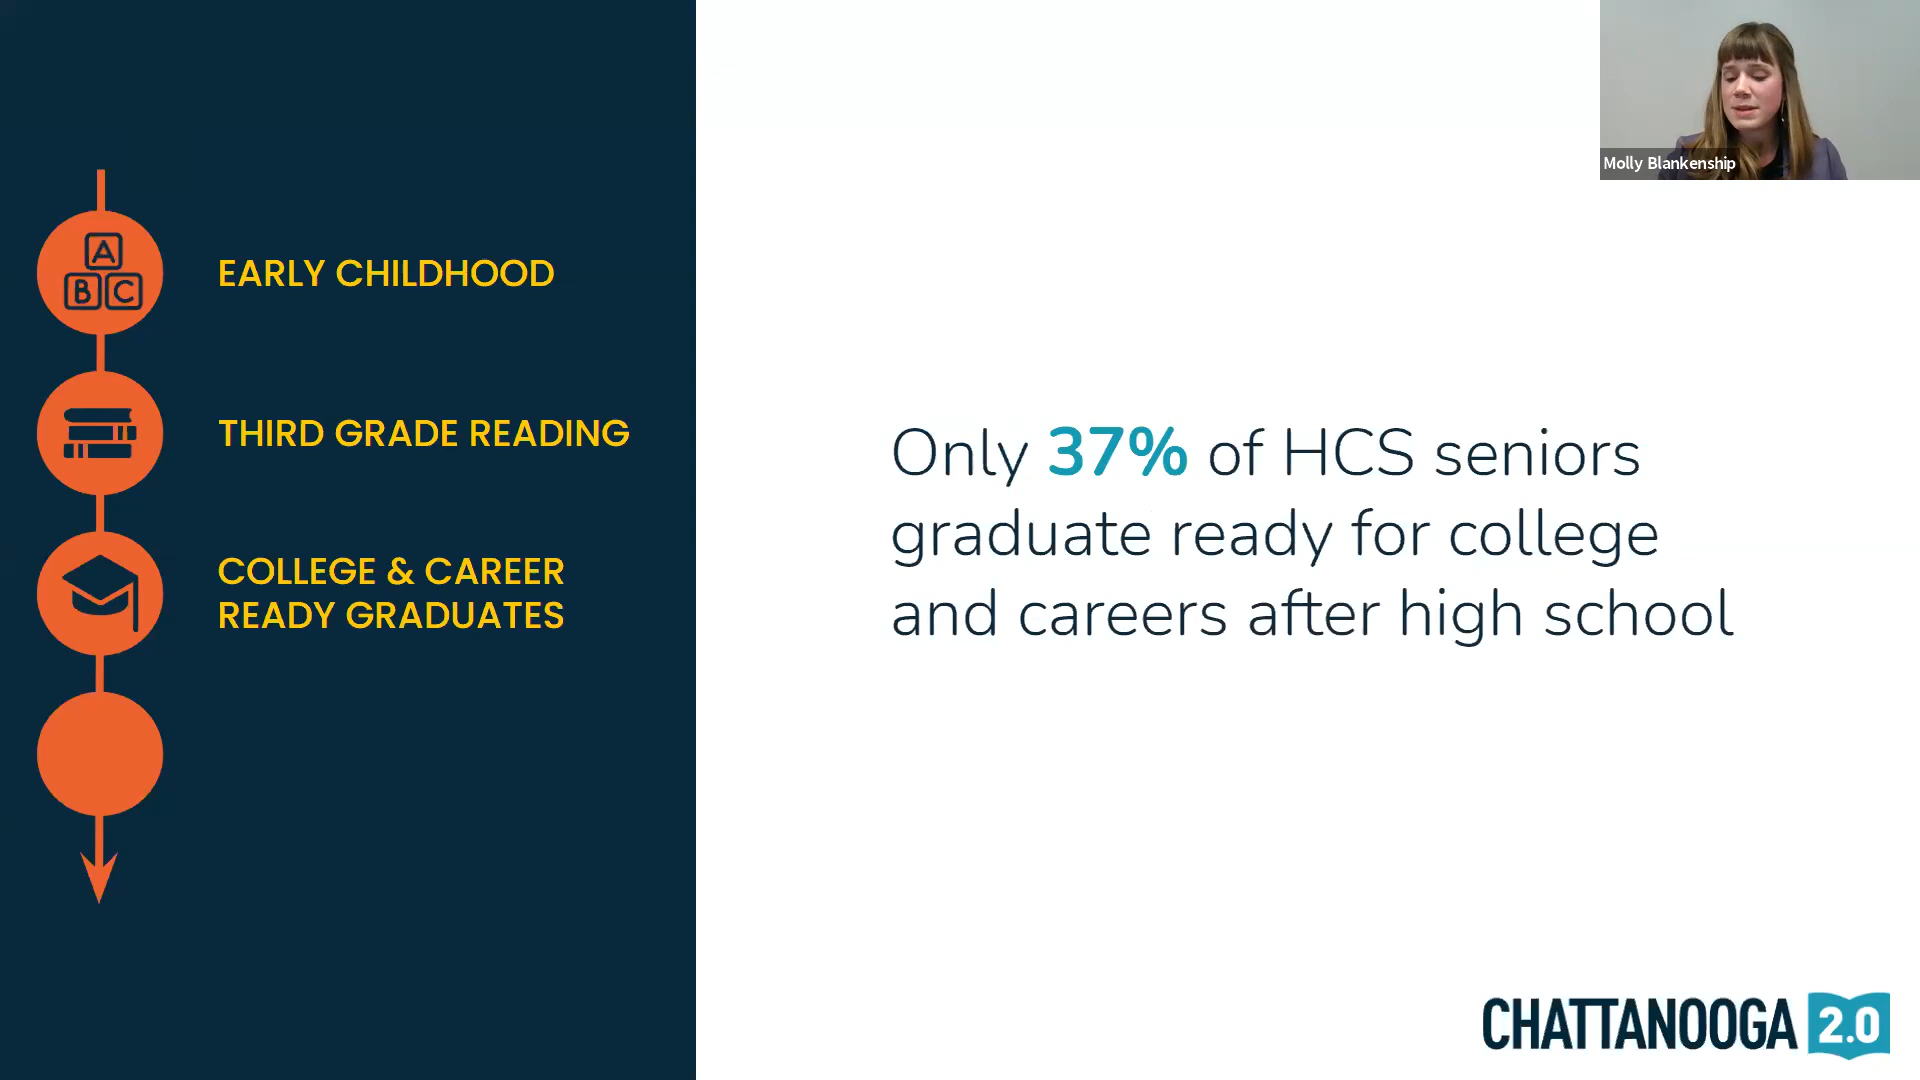 Molly Blankenship
A
B C
EARLY CHILDHOOD
THIRD GRADE READING
COLLEGE & CAREER
READY GRADUATES
Only 37% of HCS seniors
graduate ready for college
and careers after high school
CHATTANOOGA 2.0